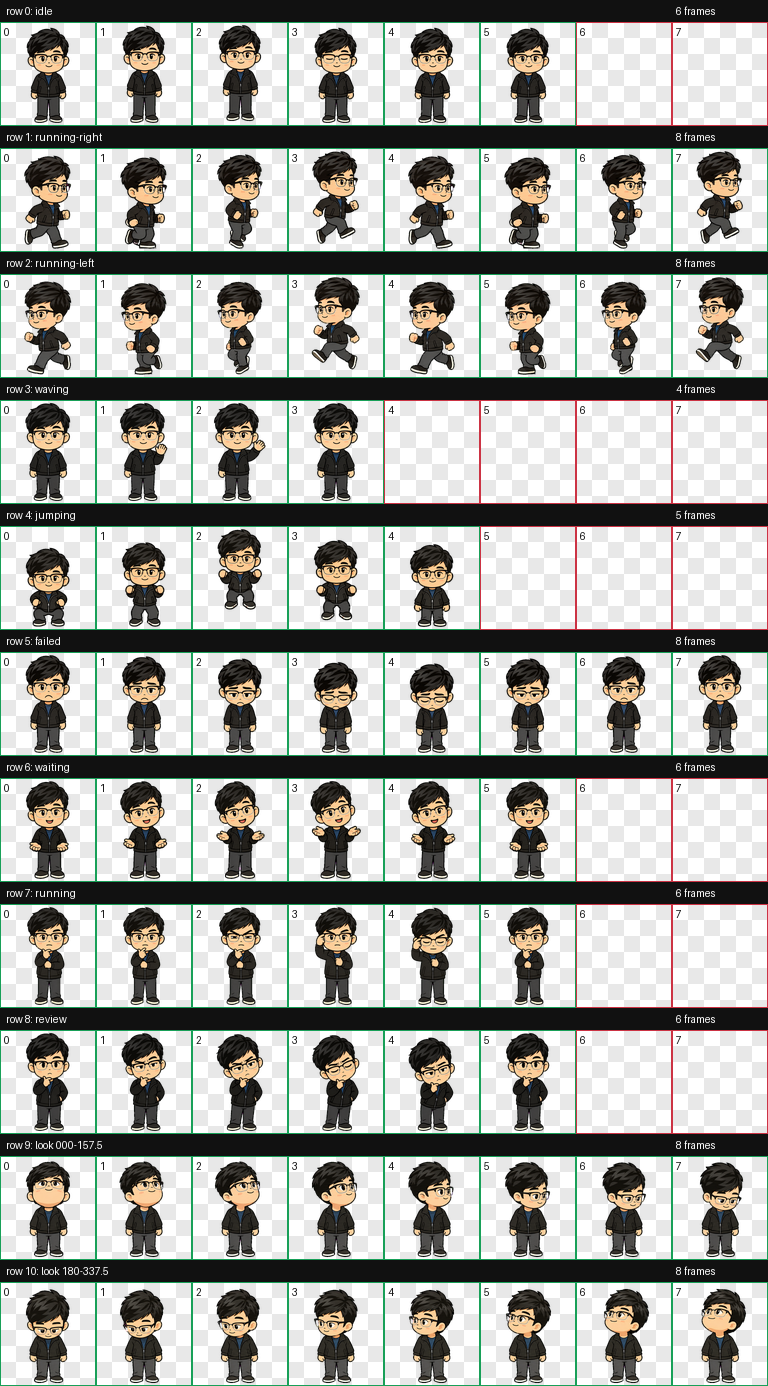 row 0: idle 6 frames
0 1 2 3 4 5 6 7
row 1: running-right 8 frames
0 1 2 3 4 5 6 7
row 2: running-left 8 frames
0 1 2 3 4 5 6 7
row 3: waving 4 frames
0 1 2 3 4 5 6 7
row 4: jumping 5 frames
0 1 2 3 4 5 6 7
row 5: failed 8 frames
0 1 2 3 4 5 6 7
row 6: waiting 6 frames
0 1 2 3 4 5 6 7
row 7: running 6 frames
0 1 2 3 4 5 6 7
row 8: review 6 frames
0 1 2 3 4 5 6 7
row 9: look 000-157.5 8 frames
0 1 2 3 4 5 6 7
row 10: look 180-337.5 8 frames
0 1 2 3 4 5 6 7